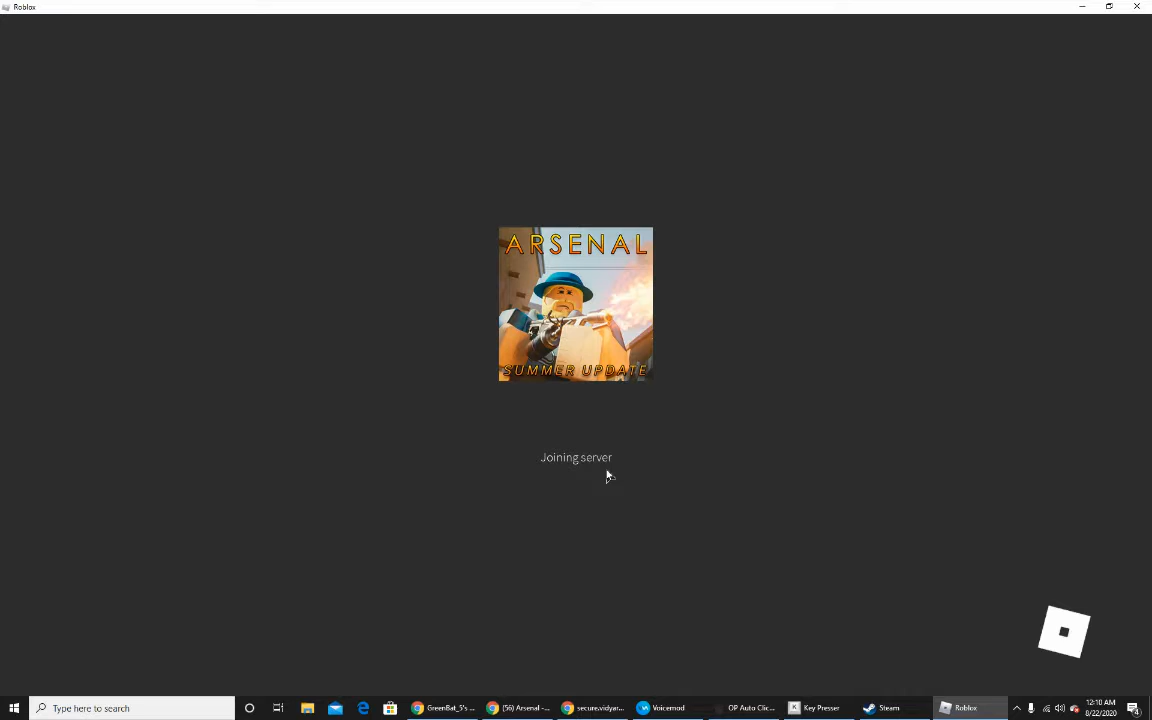 Roblox
ARSENAL
SUMMER UPDATE
Joining server
Type here to search
GreenBat_5's ...
(56) Arsenal -...
secure.vidyar...
Voicemod
OP Auto Clic...
Key Presser
Steam
Roblox
12:10 AM
8/22/2020
4